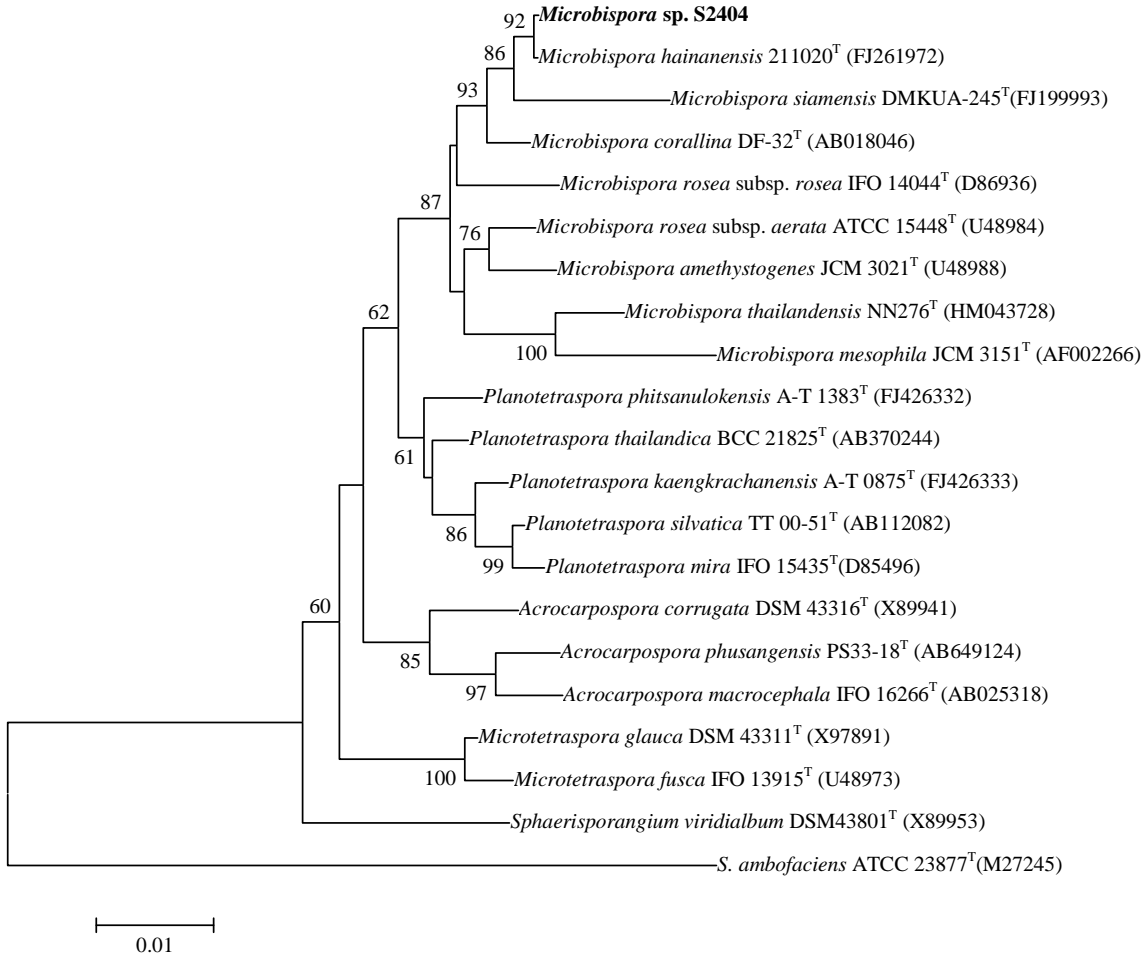 92 Microbispora sp. S2404
86 Microbispora hainanensis 211020ᵀ (FJ261972)
93 Microbispora siamensis DMKUA-245ᵀ(FJ199993)
Microbispora corallina DF-32ᵀ (AB018046)
87 Microbispora rosea subsp. rosea IFO 14044ᵀ (D86936)
76 Microbispora rosea subsp. aerata ATCC 15448ᵀ (U48984)
Microbispora amethystogenes JCM 3021ᵀ (U48988)
62 Microbispora thailandensis NN276ᵀ (HM043728)
100 Microbispora mesophila JCM 3151ᵀ (AF002266)
Planotetraspora phitsanulokensis A-T 1383ᵀ (FJ426332)
Planotetraspora thailandica BCC 21825ᵀ (AB370244)
61
Planotetraspora kaengkrachanensis A-T 0875ᵀ (FJ426333)
Planotetraspora silvatica TT 00-51ᵀ (AB112082)
86
99 Planotetraspora mira IFO 15435ᵀ(D85496)
60 Acrocarpospora corrugata DSM 43316ᵀ (X89941)
85 Acrocarpospora phusangensis PS33-18ᵀ (AB649124)
97 Acrocarpospora macrocephala IFO 16266ᵀ (AB025318)
Microtetraspora glauca DSM 43311ᵀ (X97891)
100 Microtetraspora fusca IFO 13915ᵀ (U48973)
Sphaerisporangium viridialbum DSM43801ᵀ (X89953)
S. ambofaciens ATCC 23877ᵀ(M27245)
0.01